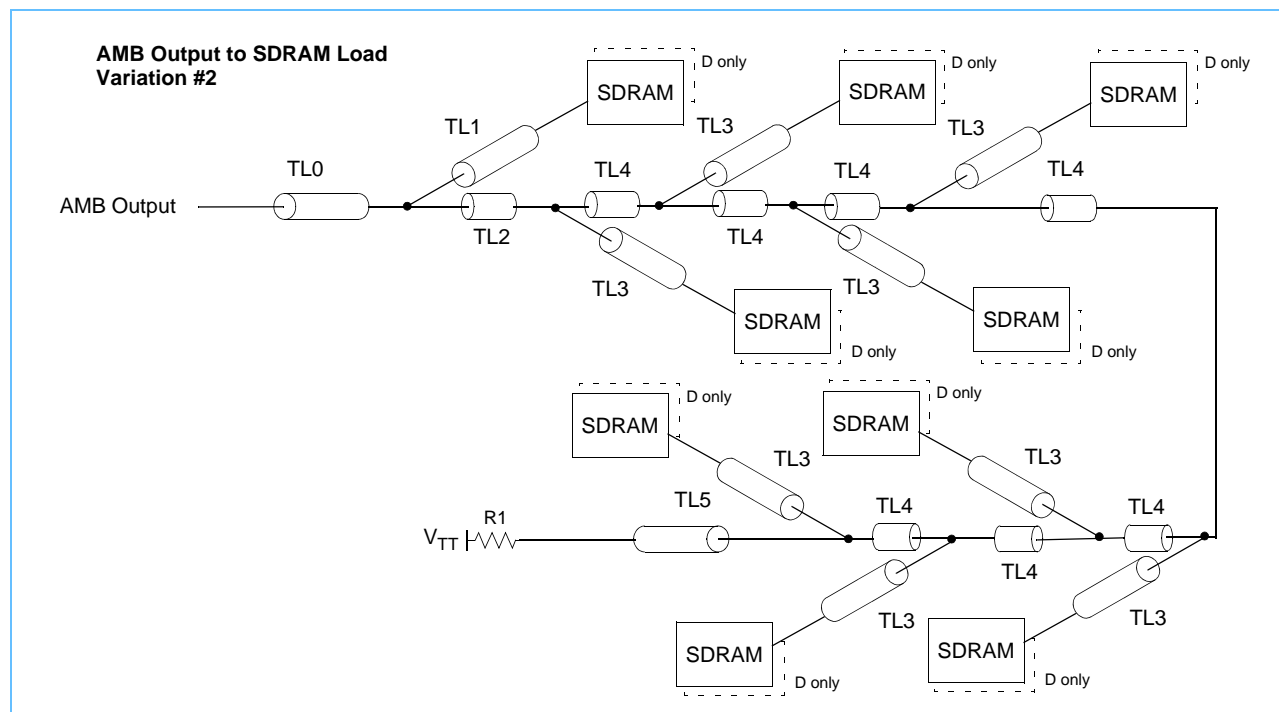 AMB Output to SDRAM Load
Variation #2
D only
D only
D only
SDRAM
SDRAM
SDRAM
TL1
TL3
TL3
TL0
TL4
TL4
TL4
AMB Output
TL2
TL4
TL3
TL3
SDRAM
SDRAM
D only
D only
D only
D only
SDRAM
SDRAM
TL3
TL3
TL5
TL4
TL4
R1
VTT
TL4
TL3
TL3
SDRAM
SDRAM
D only
D only